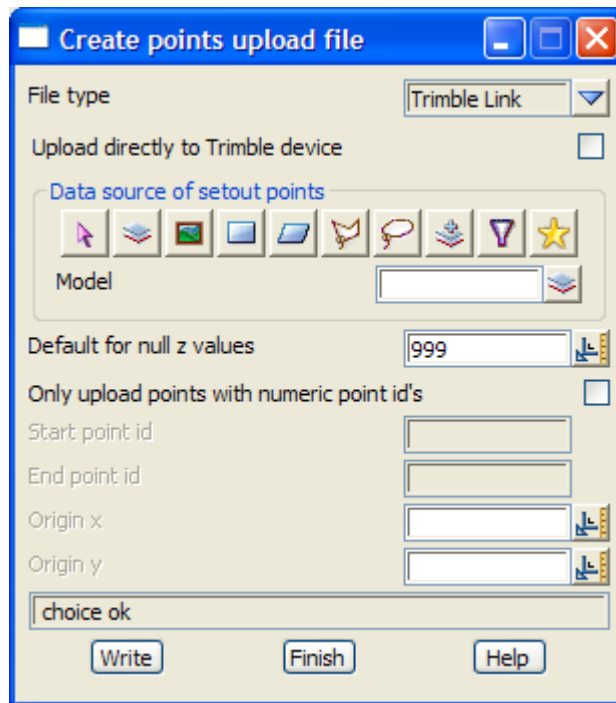 Create points upload file
File type Trimble Link
Upload directly to Trimble device
Data source of setout points
Model
Default for null z values 999
Only upload points with numeric point id's
Start point id
End point id
Origin x
Origin y
choice ok
Write Finish Help